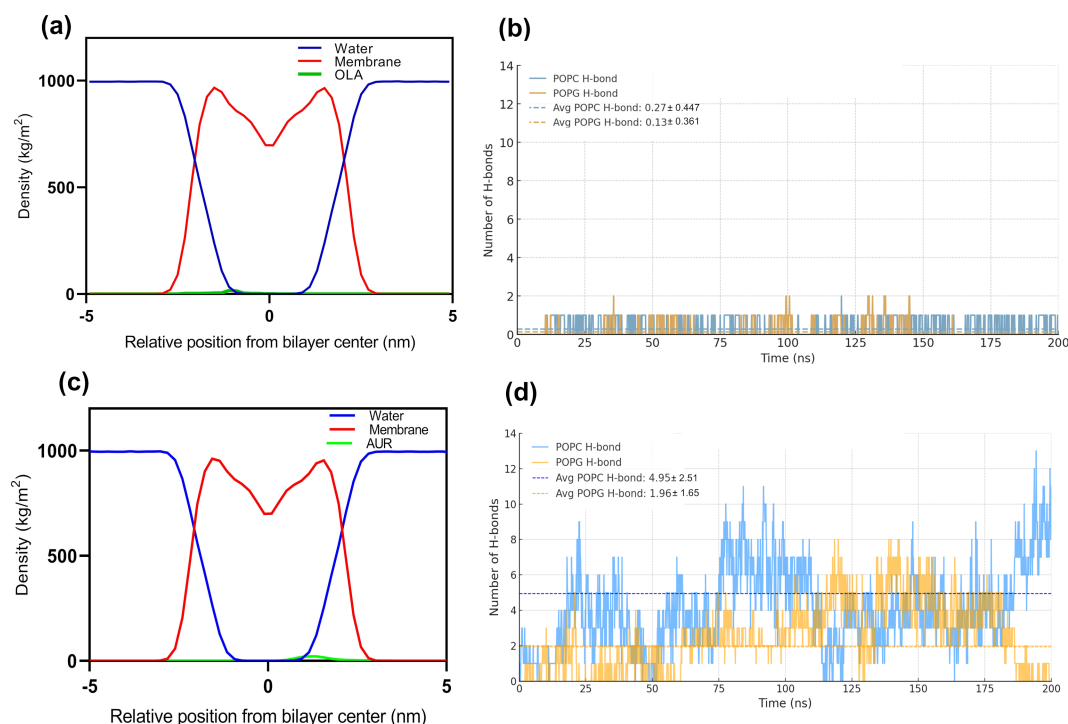 (a)
Density (kg/m²)
1000
500
0
-5
0
5
Relative position from bilayer center (nm)
Water
Membrane
OLA
(b)
Number of H-bonds
14
12
10
8
6
4
2
0
0
25
50
75
100
125
150
175
200
Time (ns)
POPC H-bond
POPG H-bond
Avg POPC H-bond: 0.27± 0.447
Avg POPG H-bond: 0.13± 0.361
(c)
Density (kg/m²)
1000
500
0
-5
0
5
Relative position from bilayer center (nm)
Water
Membrane
AUR
(d)
Number of H-bonds
14
12
10
8
6
4
2
0
0
25
50
75
100
125
150
175
200
Time (ns)
POPC H-bond
POPG H-bond
Avg POPC H-bond: 4.95± 2.51
Avg POPG H-bond: 1.96± 1.65